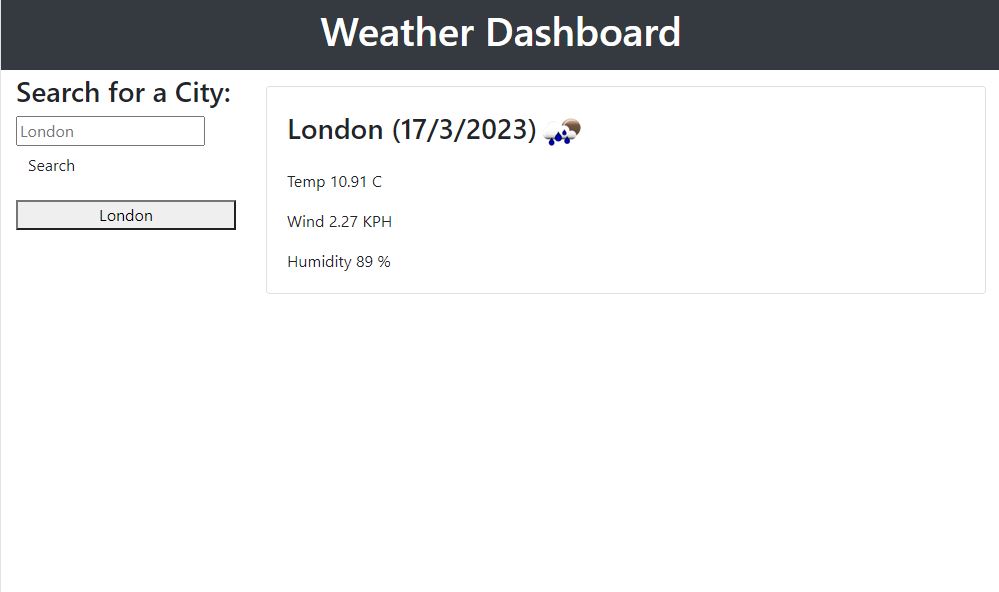 Weather Dashboard
Search for a City:
London
Search
London
London (17/3/2023)
Temp 10.91 C
Wind 2.27 KPH
Humidity 89 %